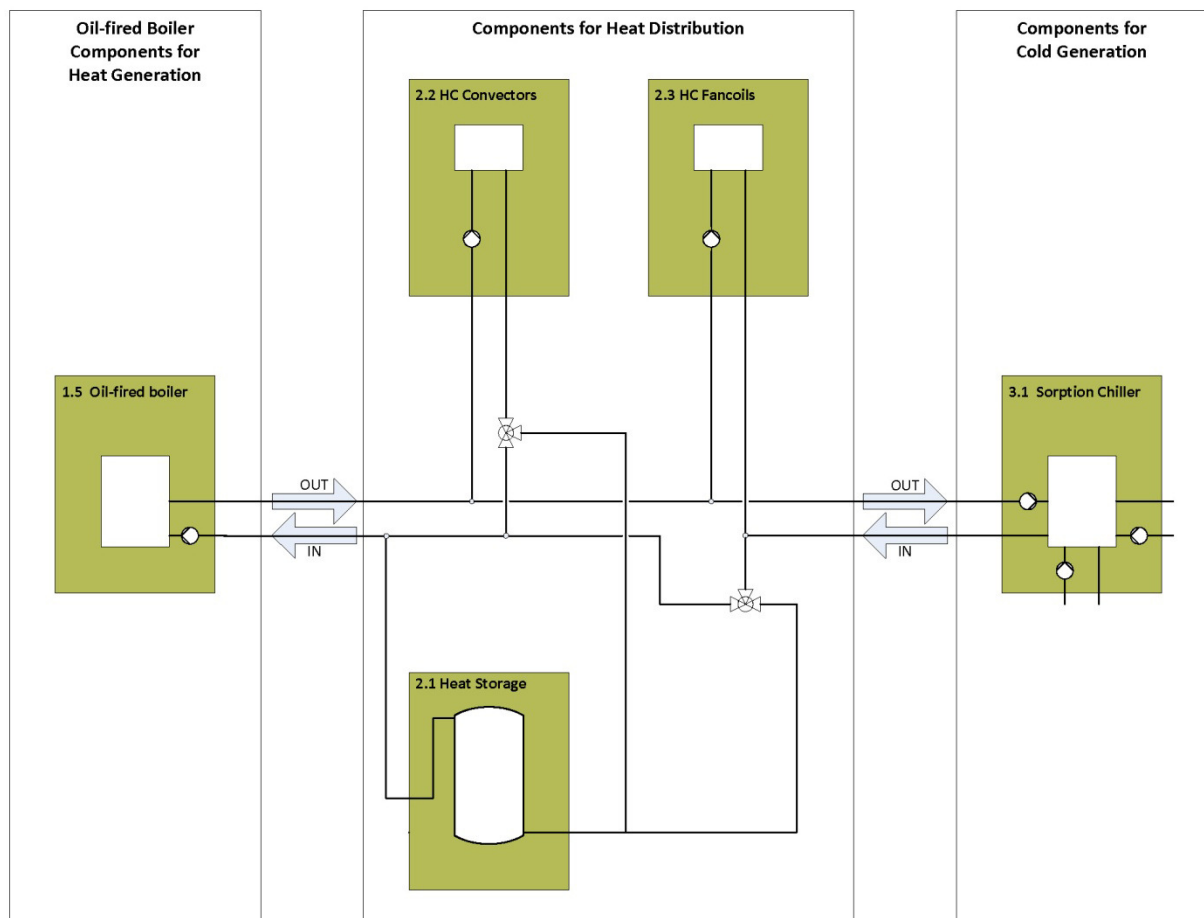 Oil-fired Boiler
Components for
Heat Generation
Components for Heat Distribution
Components for
Cold Generation
2.2 HC Convectors
2.3 HC Fancoils
1.5 Oil-fired boiler
3.1 Sorption Chiller
OUT
IN
OUT
IN
2.1 Heat Storage